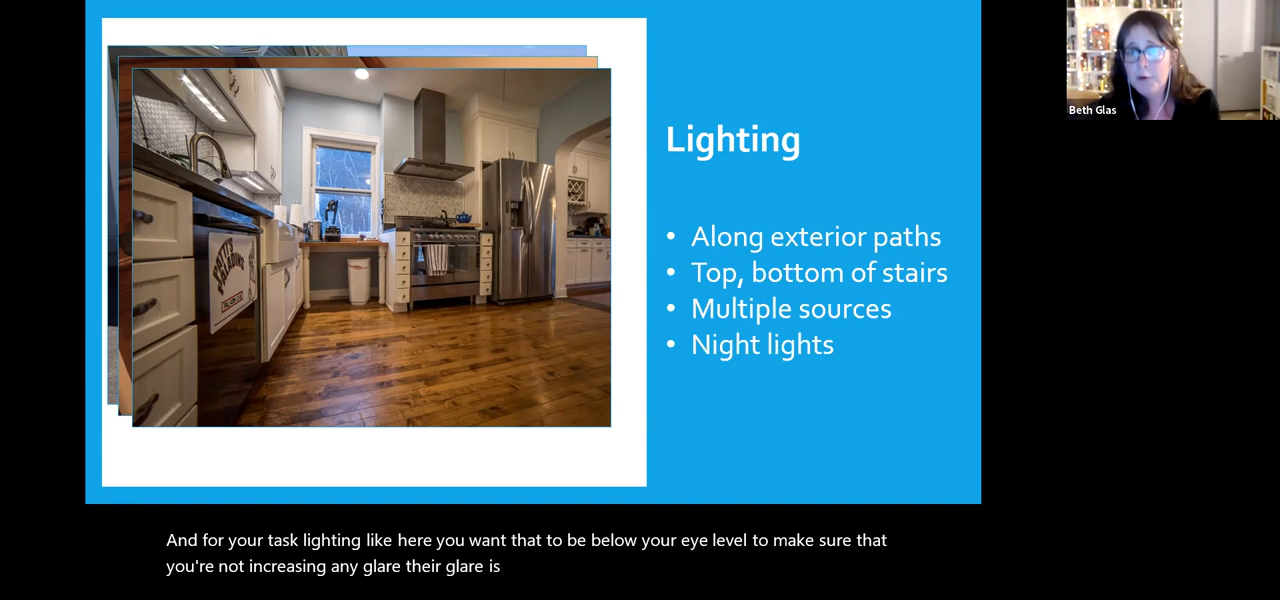 Beth Glas
Lighting
• Along exterior paths
• Top, bottom of stairs
• Multiple sources
• Night lights
And for your task lighting like here you want that to be below your eye level to make sure that
you're not increasing any glare their glare is